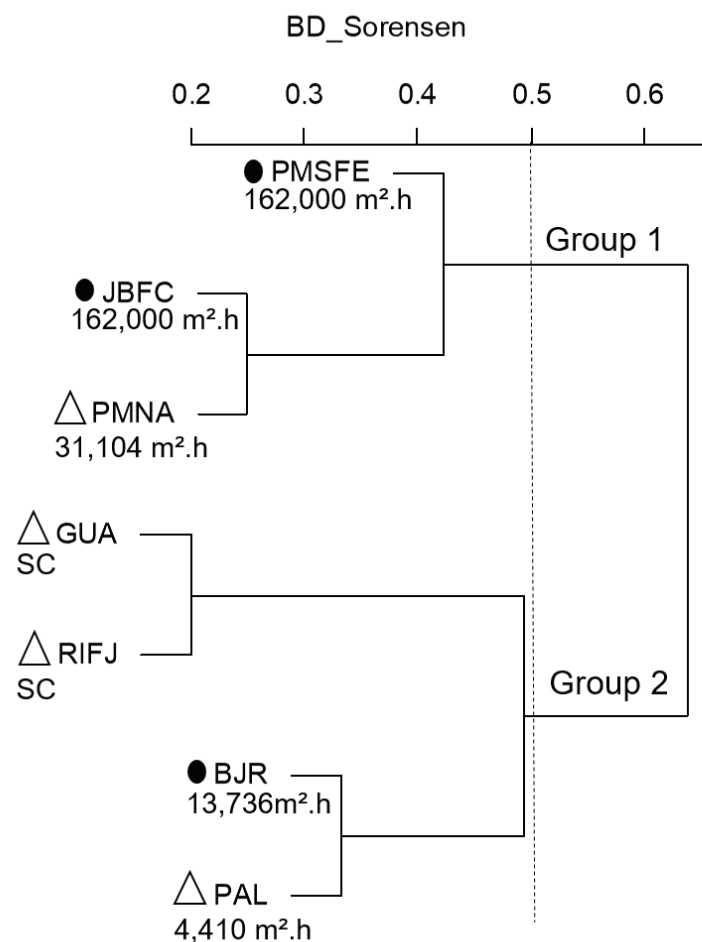 BD_Sorensen
0.2 0.3 0.4 0.5 0.6
PMSFE
162,000 m².h
Group 1
JBFC
162,000 m².h
PMNA
31,104 m².h
GUA
SC
RIFJ
SC
Group 2
BJR
13,736m².h
PAL
4,410 m².h